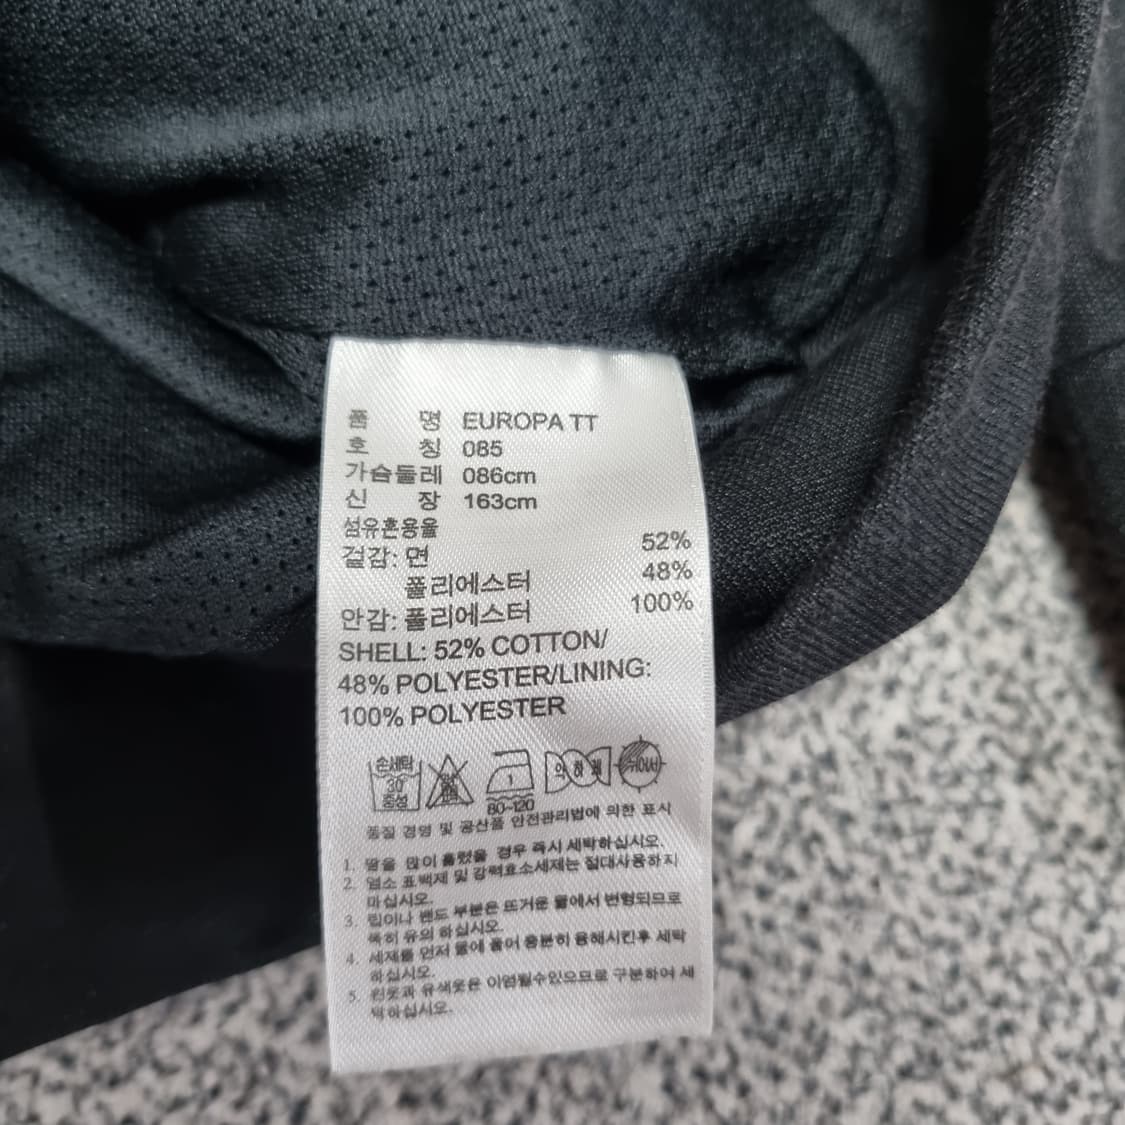 품 명 EUROPA TT
호 칭 085
가슴둘레 086cm
신 장 163cm
섬유혼용율
겉감: 면 52%
폴리에스터 48%
안감: 폴리에스터 100%
SHELL: 52% COTTON/
48% POLYESTER/LINING:
100% POLYESTER
손세탁
30
중성
1
80~120
품질 경영 및 공산품 안전관리법에 의한 표시
1. 땀을 많이 흘렸을 경우 즉시 세탁하십시오.
2. 염소 표백제 및 강력효소세제는 절대사용하지
마십시오.
3. 립이나 밴드 부분은 뜨거운 물에서 변형되므로
특히 유의 하십시오.
4. 세제를 먼저 물에 풀어 충분히 용해시킨후 세탁
하십시오.
5. 흰옷과 유색옷은 이염될수있으므로 구분하여 세
탁하십시오.